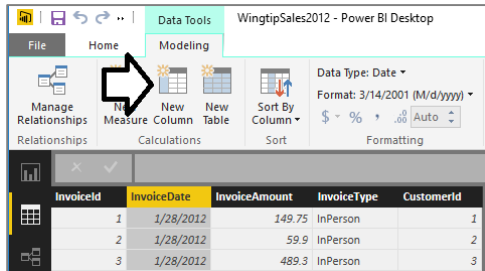 Data Tools WingtipSales2012 - Power BI Desktop
File Home Modeling
Manage Relationships
New Measure
New Column
New Table
Sort By Column
Data Type: Date
Format: 3/14/2001 (M/d/yyyy)
$ % , .00 Auto
Relationships Calculations Sort Formatting
InvoiceId InvoiceDate InvoiceAmount InvoiceType CustomerId
1 1/28/2012 149.75 InPerson 1
2 1/28/2012 59.9 InPerson 2
3 1/28/2012 489.3 InPerson 3